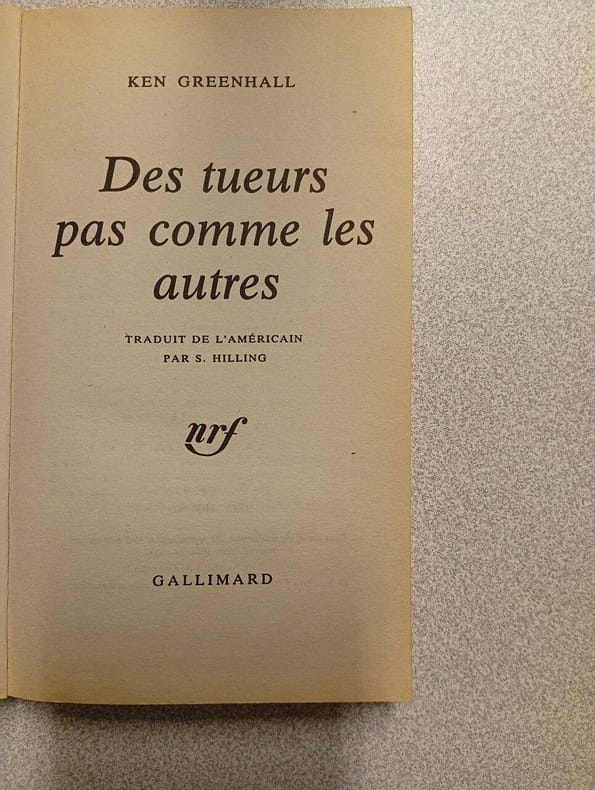 KEN GREENHALL
Des tueurs
pas comme les
autres
TRADUIT DE L'AMÉRICAIN
PAR S. HILLING
nrf
GALLIMARD